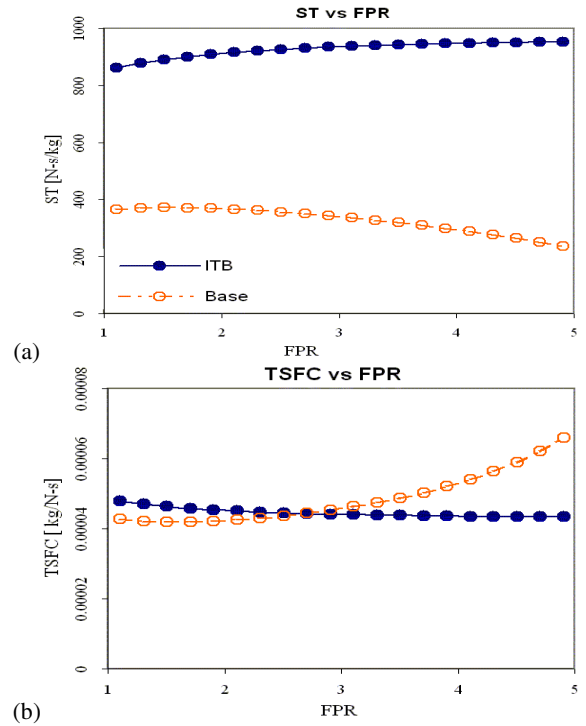 ST vs FPR
1000
800
600
400
200
0
ST [N-s/kg]
ITB
Base
1 2 3 4 5
FPR
(a)
TSFC vs FPR
0.00008
0.00006
0.00004
0.00002
0
TSFC [ kg/N-s]
1 2 3 4 5
FPR
(b)